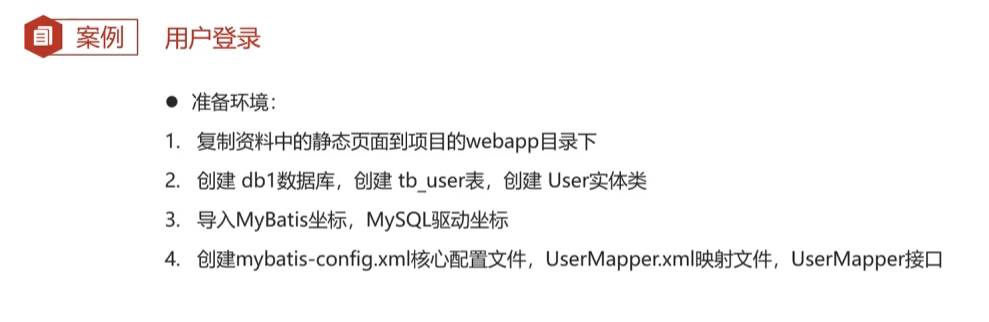 案例 用户登录
● 准备环境：
1. 复制资料中的静态页面到项目的webapp目录下
2. 创建 db1数据库，创建 tb_user表，创建 User实体类
3. 导入MyBatis坐标，MySQL驱动坐标
4. 创建mybatis-config.xml核心配置文件，UserMapper.xml映射文件，UserMapper接口